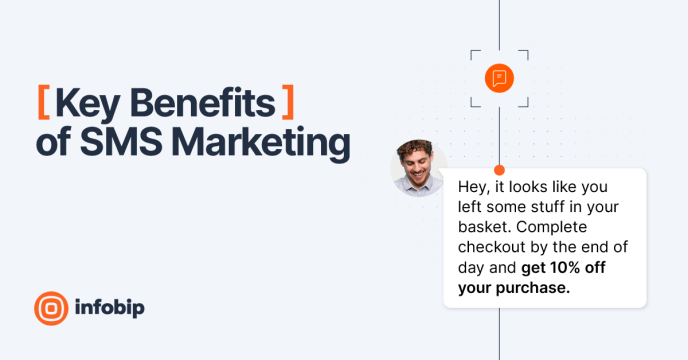 [Key Benefits]
of SMS Marketing
Hey, it looks like you
left some stuff in your
basket. Complete
checkout by the end of
day and get 10% off
your purchase.
infobip